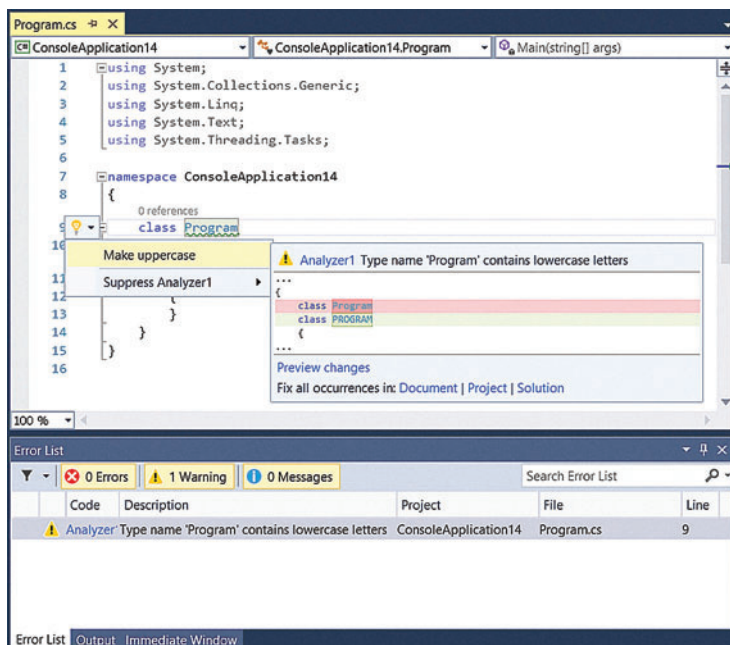 Program.cs
ConsoleApplication14 ConsoleApplication14.Program Main(string[] args)
1 using System;
2 using System.Collections.Generic;
3 using System.Linq;
4 using System.Text;
5 using System.Threading.Tasks;
6
7 namespace ConsoleApplication14
8 {
0 references
9 class Program
10
Make uppercase
Analyzer1 Type name 'Program' contains lowercase letters
11
Suppress Analyzer1
...
{
class Program
class PROGRAM
{
...
12 {
13 }
14 }
15 }
16
Preview changes
Fix all occurrences in: Document | Project | Solution
100 %
Error List
0 Errors 1 Warning 0 Messages Search Error List
Code Description Project File Line
Analyzer Type name 'Program' contains lowercase letters ConsoleApplication14 Program.cs 9
Error List Output Immediate Window